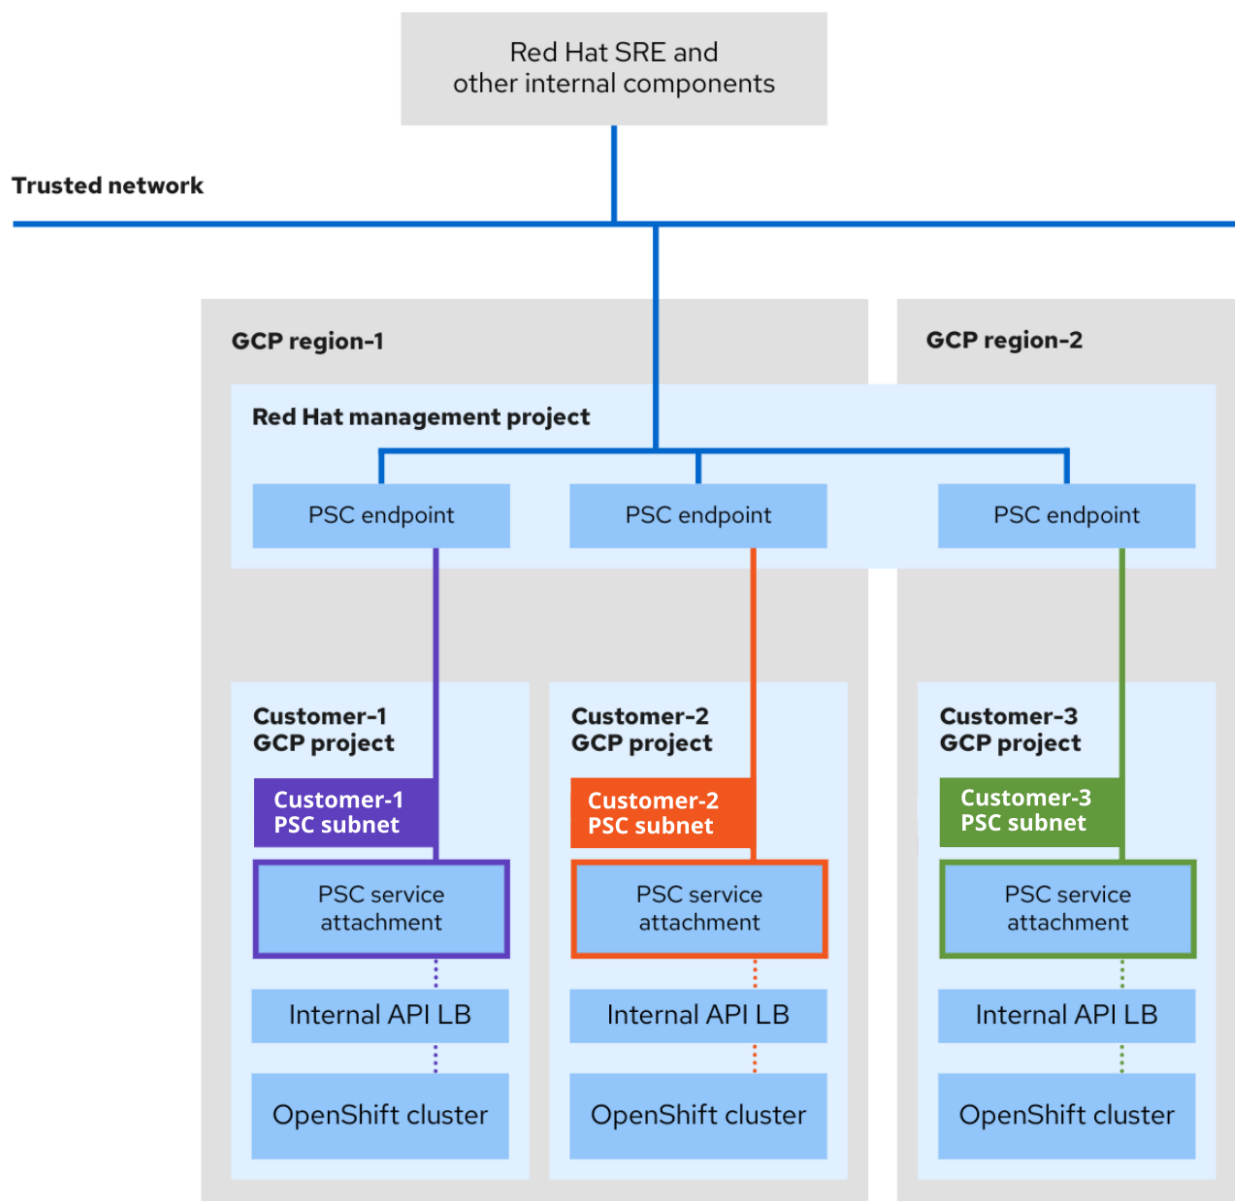 Red Hat SRE and
other internal components
Trusted network
GCP region-1
GCP region-2
Red Hat management project
PSC endpoint
PSC endpoint
PSC endpoint
Customer-1
GCP project
Customer-2
GCP project
Customer-3
GCP project
Customer-1
PSC subnet
Customer-2
PSC subnet
Customer-3
PSC subnet
PSC service
attachment
PSC service
attachment
PSC service
attachment
Internal API LB
Internal API LB
Internal API LB
OpenShift cluster
OpenShift cluster
OpenShift cluster